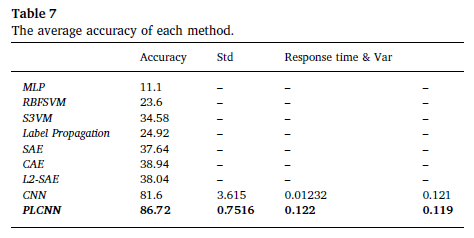 Table 7
The average accuracy of each method.
Accuracy Std Response time & Var
MLP 11.1 – – –
RBFSVM 23.6 – – –
S3VM 34.58 – – –
Label Propagation 24.92 – – –
SAE 37.64 – – –
CAE 38.94 – – –
L2-SAE 38.04 – – –
CNN 81.6 3.615 0.01232 0.121
PLCNN 86.72 0.7516 0.122 0.119